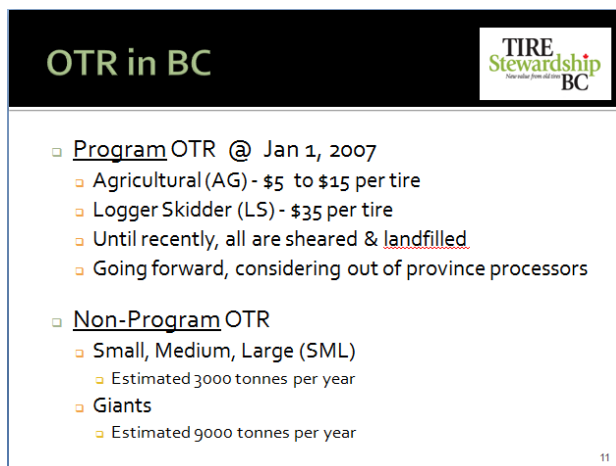 OTR in BC
TIRE
Stewardship
New value from old tires
BC
Program OTR @ Jan 1, 2007
Agricultural (AG) - $5 to $15 per tire
Logger Skidder (LS) - $35 per tire
Until recently, all are sheared & landfilled
Going forward, considering out of province processors
Non-Program OTR
Small, Medium, Large (SML)
Estimated 3000 tonnes per year
Giants
Estimated 9000 tonnes per year
11